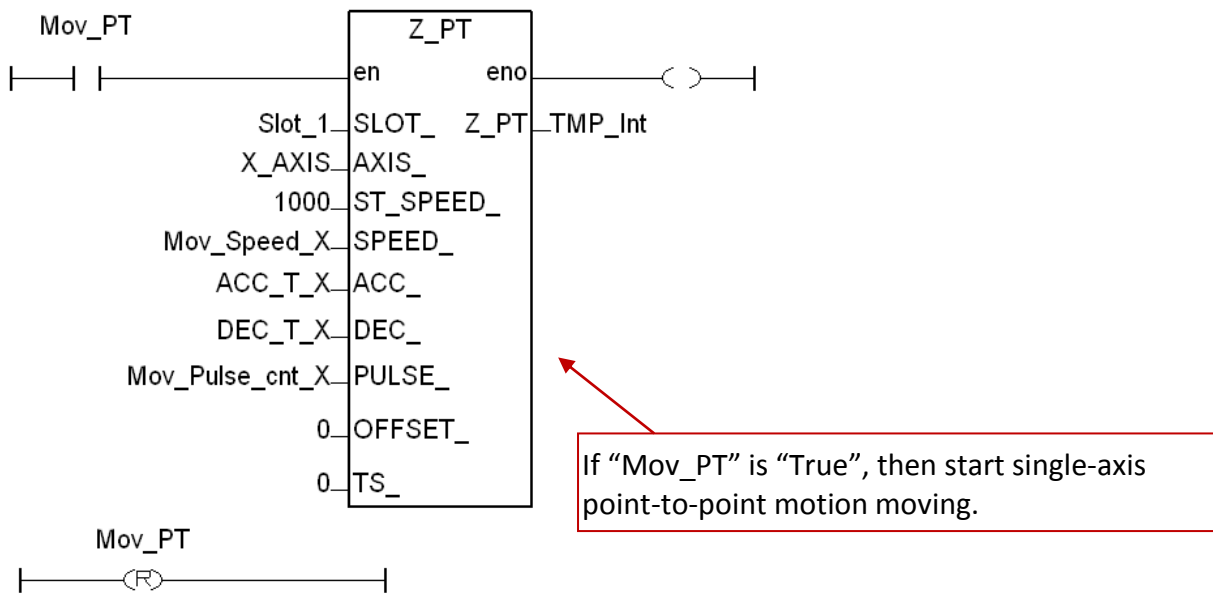 Mov_PT
Z_PT
en eno
Slot_1 SLOT_ Z_PT TMP_Int
X_AXIS AXIS_
1000 ST_SPEED_
Mov_Speed_X SPEED_
ACC_T_X ACC_
DEC_T_X DEC_
Mov_Pulse_cnt_X PULSE_
0 OFFSET_
0 TS_
If “Mov_PT” is “True”, then start single-axis
point-to-point motion moving.
Mov_PT
R